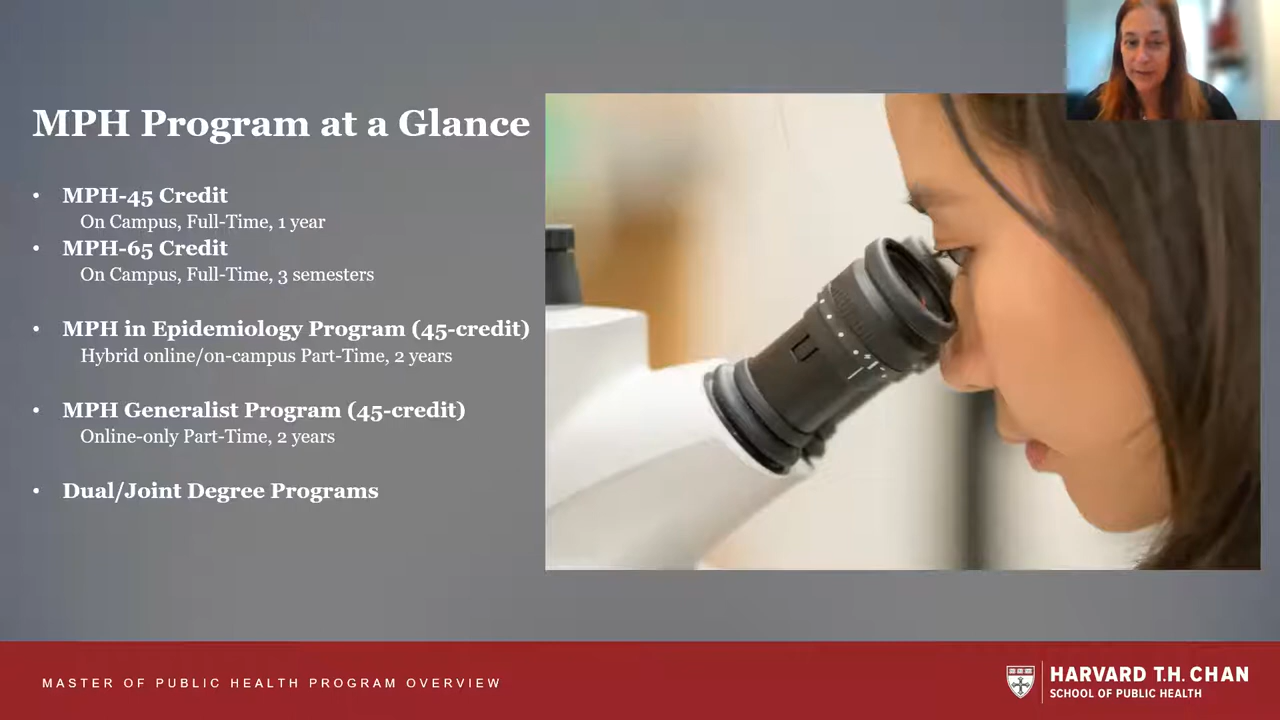 MPH Program at a Glance
• MPH-45 Credit
On Campus, Full-Time, 1 year
• MPH-65 Credit
On Campus, Full-Time, 3 semesters
• MPH in Epidemiology Program (45-credit)
Hybrid online/on-campus Part-Time, 2 years
• MPH Generalist Program (45-credit)
Online-only Part-Time, 2 years
• Dual/Joint Degree Programs
MASTER OF PUBLIC HEALTH PROGRAM OVERVIEW
HARVARD T.H. CHAN
SCHOOL OF PUBLIC HEALTH